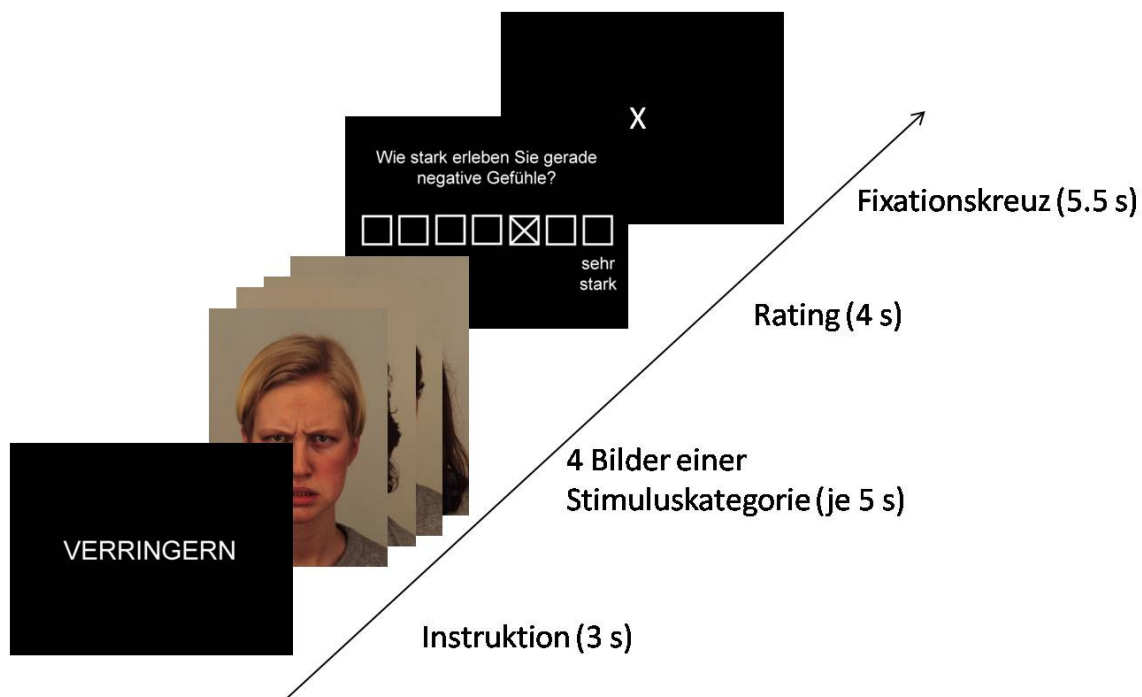 X
Wie stark erleben Sie gerade
negative Gefühle?
sehr
stark
VERRINGERN
Fixationskreuz (5.5 s)
Rating (4 s)
4 Bilder einer
Stimuluskategorie (je 5 s)
Instruktion (3 s)